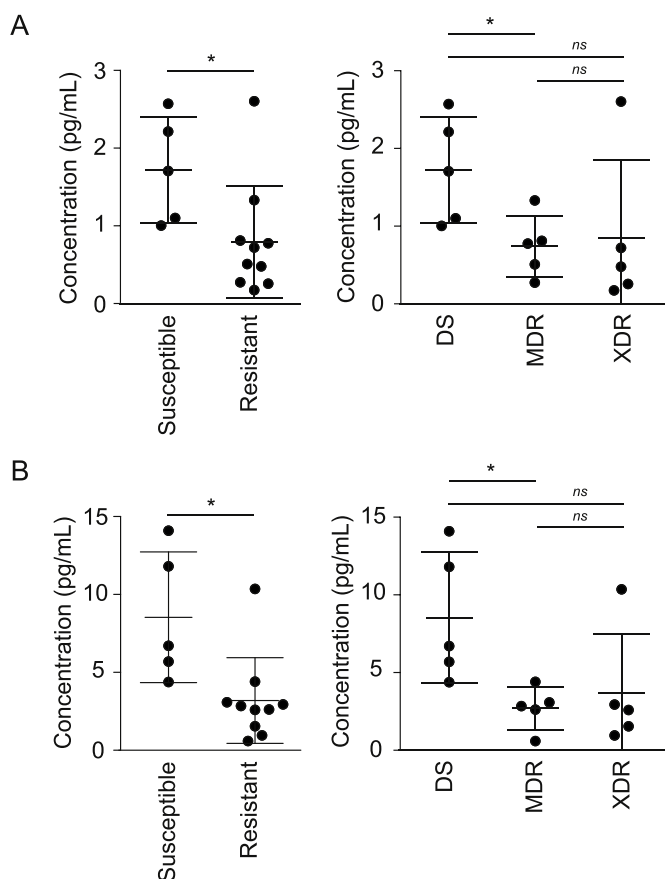 A
*
3
2
1
0
Concentration (pg/mL)
Susceptible
Resistant
*
ns
ns
3
2
1
0
Concentration (pg/mL)
DS
MDR
XDR
B
*
15
10
5
0
Concentration (pg/mL)
Susceptible
Resistant
*
ns
ns
15
10
5
0
Concentration (pg/mL)
DS
MDR
XDR